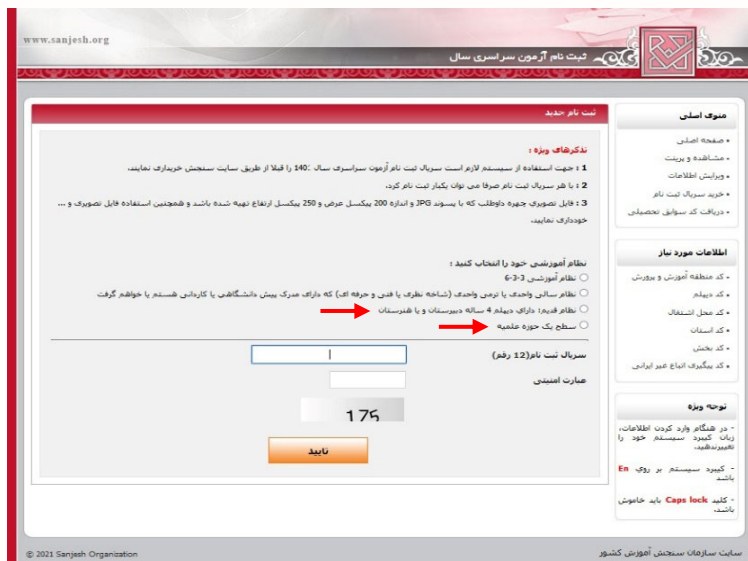 www.sanjesh.org
ثبت نام آزمون سراسری سال
منوی اصلی
• صفحه اصلی
• مشاهده و پرینت
• ویرایش اطلاعات
• خرید سریال ثبت نام
• دریافت کد سوابق تحصیلی
اطلاعات مورد نیاز
• کد منطقه آموزش و پرورش
• کد دیپلم
• کد محل اشتغال
• کد استان
• کد بخش
• کد پیگیری اتباع غیر ایرانی
توجه ویژه
- در هنگام وارد کردن اطلاعات،
زبان کیبرد سیستم خود را
تغییرندهید.
- کیبرد سیستم بر روی En
باشد
- کلید Caps lock باید خاموش
باشد.
ثبت نام جدید
تذکرهای ویژه :
1 : جهت استفاده از سیستم لازم است سریال ثبت نام آزمون سراسری سال 140 را قبلا از طریق سایت سنجش خریداری نمایند.
2 : با هر سریال ثبت نام صرفا می توان یکبار ثبت نام کرد.
3 : فایل تصویری چهره داوطلب که با پسوند JPG و اندازه 200 پیکسل عرض و 250 پیکسل ارتفاع تهیه شده باشد و همچنین استفاده فایل تصویری و ...
خودداری نمایید.
نظام آموزشی خود را انتخاب کنید :
نظام آموزشی 3-3-6
نظام سالی واحدی یا ترمی واحدی (شاخه نظری یا فنی و حرفه ای) که دارای مدرک پیش دانشگاهی یا کاردانی هستم یا خواهم گرفت
نظام قدیم: دارای دیپلم 4 ساله دبیرستان و یا هنرستان
سطح یک حوزه علمیه
سریال ثبت نام(12 رقم)
عبارت امنیتی
175
تایید
© 2021 Sanjesh Organization
سایت سازمان سنجش آموزش کشور